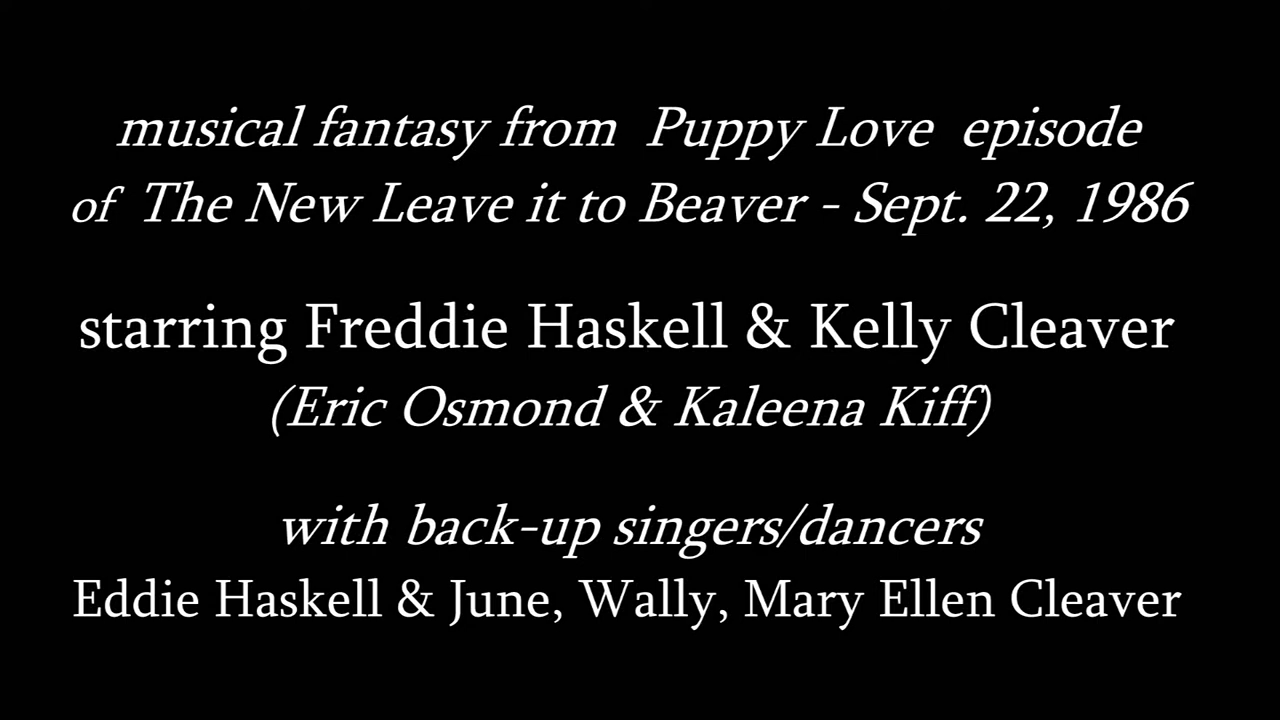 musical fantasy from Puppy Love episode
of The New Leave it to Beaver - Sept. 22, 1986
starring Freddie Haskell & Kelly Cleaver
(Eric Osmond & Kaleena Kiff)
with back-up singers/dancers
Eddie Haskell & June, Wally, Mary Ellen Cleaver